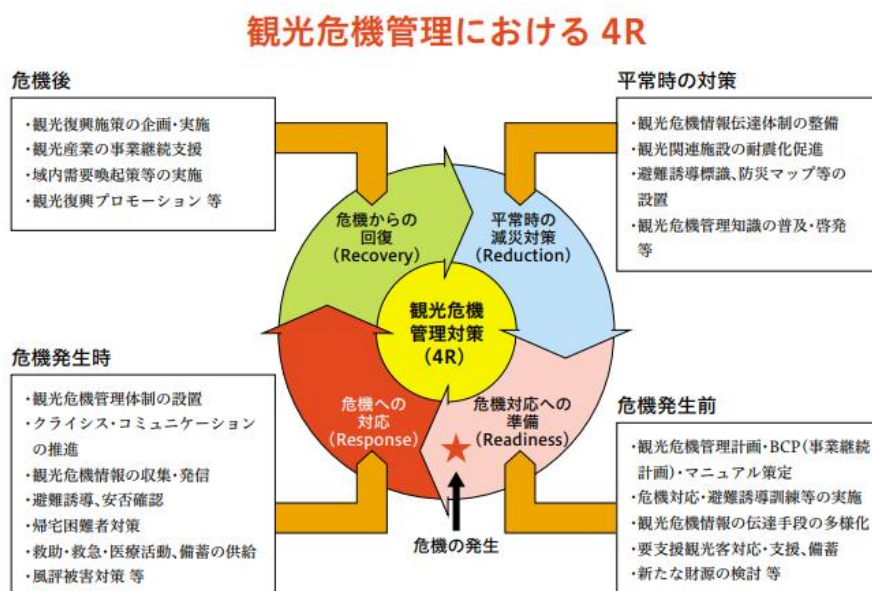 観光危機管理における 4R
危機後
・観光復興施策の企画・実施
・観光産業の事業継続支援
・域内需要喚起策等の実施
・観光復興プロモーション 等
平常時の対策
・観光危機情報伝達体制の整備
・観光関連施設の耐震化促進
・避難誘導標識、防災マップ等の
設置
・観光危機管理知識の普及・啓発
等
危機からの
回復
（Recovery）
平常時の
減災対策
（Reduction）
観光危機
管理対策
（4R）
危機への
対応
（Response）
危機対応への
準備
（Readiness）
危機の発生
危機発生時
・観光危機管理体制の設置
・クライシス・コミュニケーション
の推進
・観光危機情報の収集・発信
・避難誘導、安否確認
・帰宅困難者対策
・救助・救急・医療活動、備蓄の供給
・風評被害対策 等
危機発生前
・観光危機管理計画・BCP（事業継続
計画）・マニュアル策定
・危機対応・避難誘導訓練等の実施
・観光危機情報の伝達手段の多様化
・要支援観光客対応・支援、備蓄
・新たな財源の検討 等